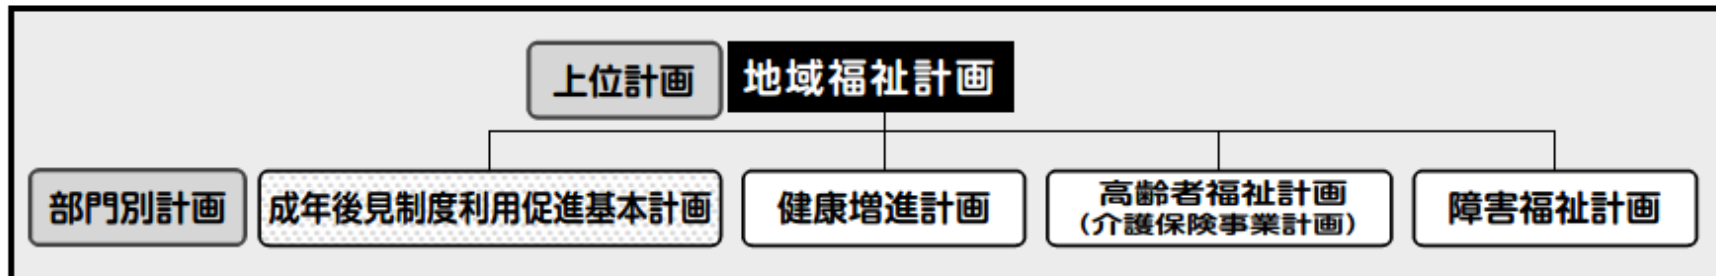 上位計画
地域福祉計画
部門別計画
成年後見制度利用促進基本計画
健康増進計画
高齢者福祉計画
(介護保険事業計画)
障害福祉計画